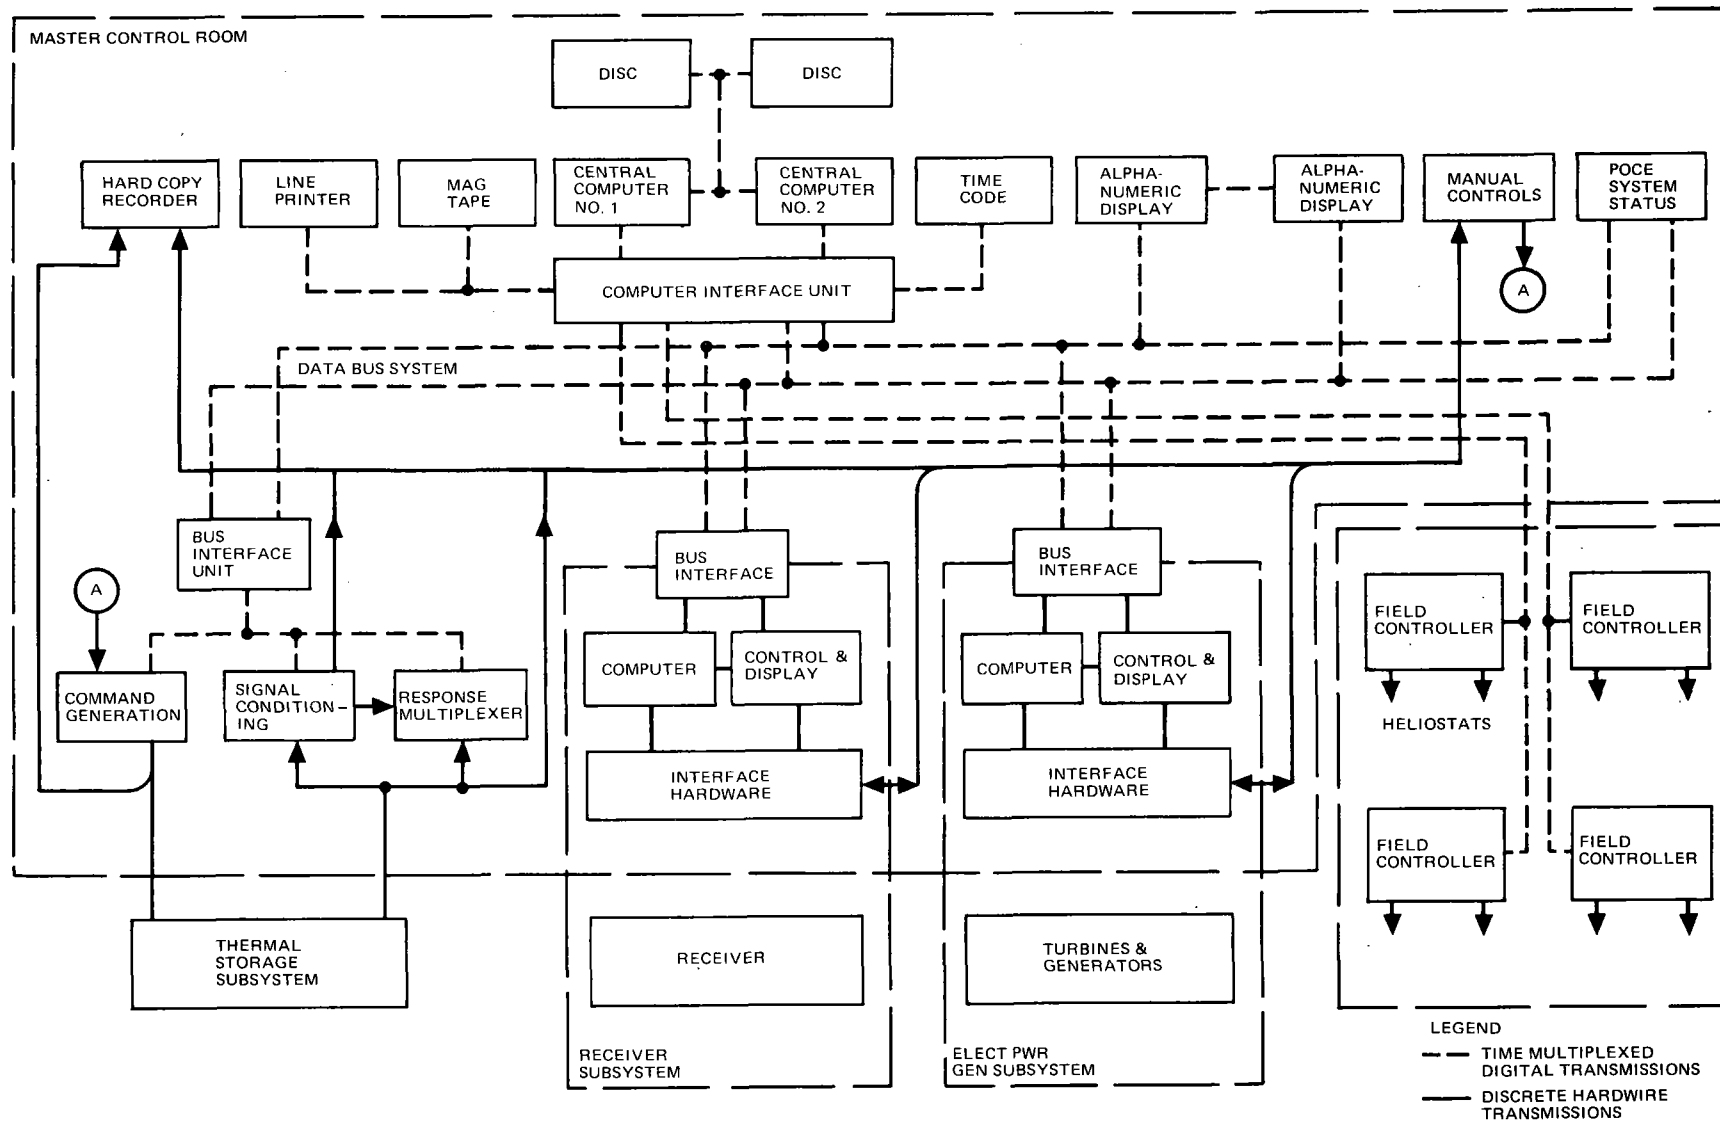 MASTER CONTROL ROOM
DISC
DISC
HARD COPY
RECORDER
LINE
PRINTER
MAG
TAPE
CENTRAL
COMPUTER
NO. 1
CENTRAL
COMPUTER
NO. 2
TIME
CODE
ALPHA-
NUMERIC
DISPLAY
ALPHA-
NUMERIC
DISPLAY
MANUAL
CONTROLS
POCE
SYSTEM
STATUS
COMPUTER INTERFACE UNIT
A
DATA BUS SYSTEM
BUS
INTERFACE
UNIT
A
BUS
INTERFACE
BUS
INTERFACE
COMMAND
GENERATION
SIGNAL
CONDITION-
ING
RESPONSE
MULTIPLEXER
COMPUTER
CONTROL &
DISPLAY
COMPUTER
CONTROL &
DISPLAY
FIELD
CONTROLLER
FIELD
CONTROLLER
HELIOSTATS
INTERFACE
HARDWARE
INTERFACE
HARDWARE
FIELD
CONTROLLER
FIELD
CONTROLLER
THERMAL
STORAGE
SUBSYSTEM
RECEIVER
TURBINES &
GENERATORS
RECEIVER
SUBSYSTEM
ELECT PWR
GEN SUBSYSTEM
LEGEND
TIME MULTIPLEXED
DIGITAL TRANSMISSIONS
DISCRETE HARDWIRE
TRANSMISSIONS